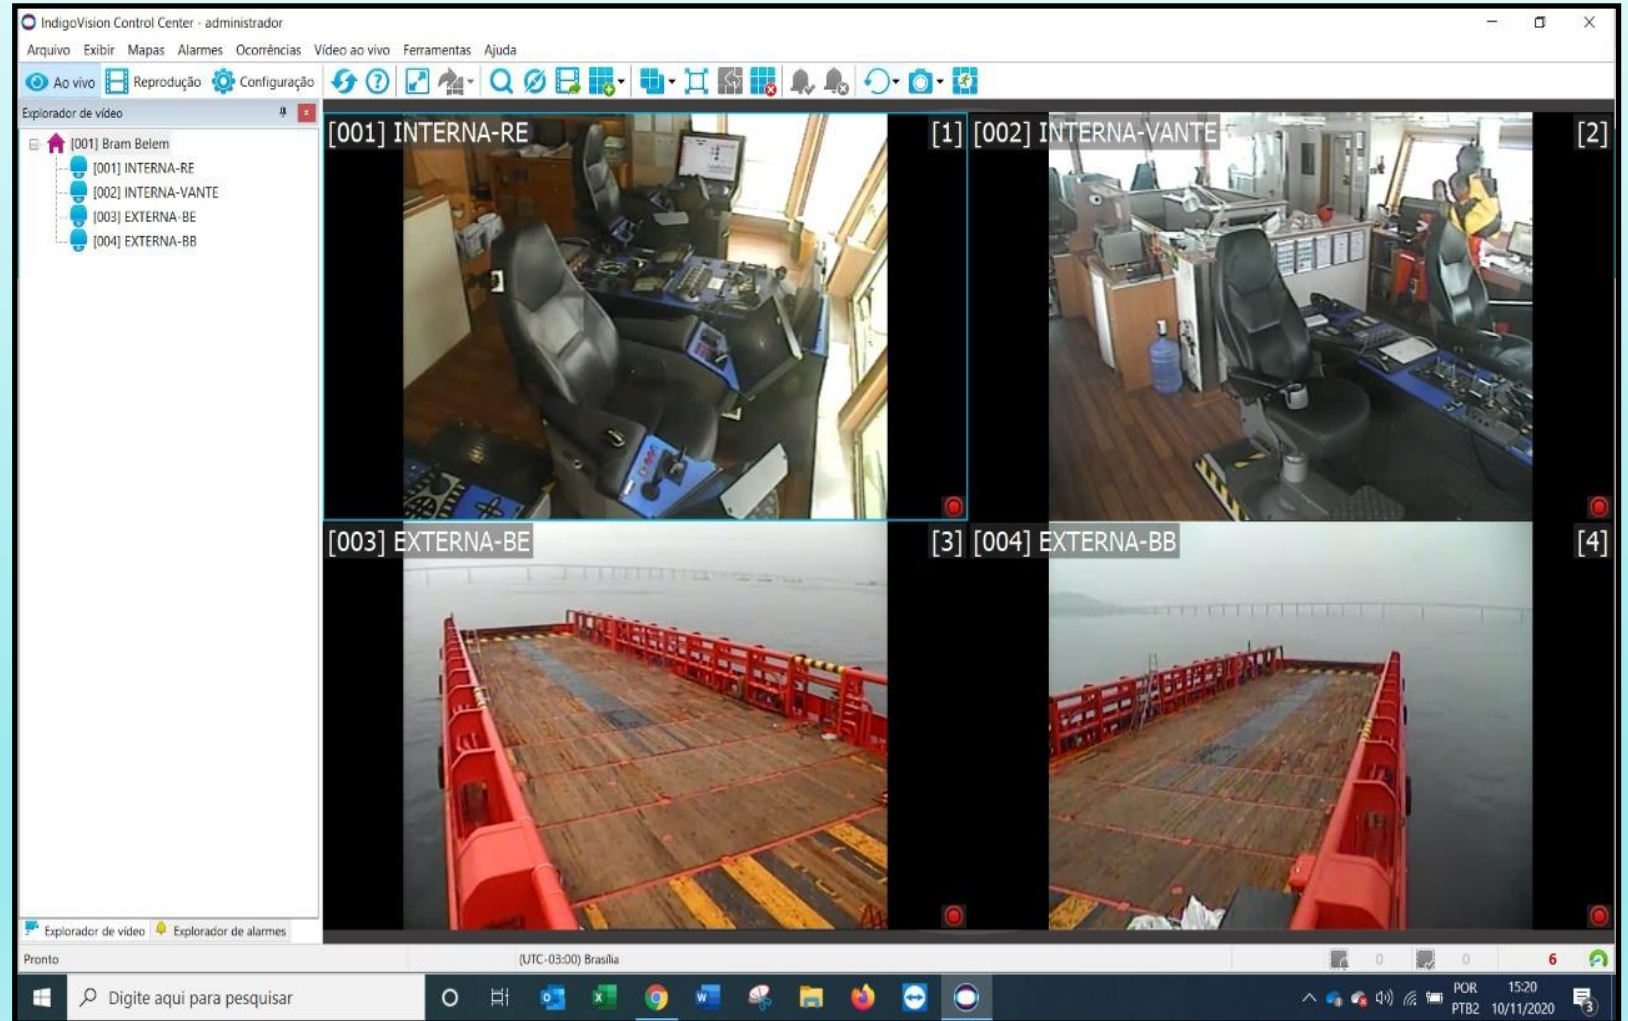 IndigoVision Control Center - administrador
Arquivo Exibir Mapas Alarmes Ocorrências Vídeo ao vivo Ferramentas Ajuda
Ao vivo Reprodução Configuração
Explorador de vídeo
[001] Bram Belem
[001] INTERNA-RE
[002] INTERNA-VANTE
[003] EXTERNA-BE
[004] EXTERNA-BB
[001] INTERNA-RE [1]
[002] INTERNA-VANTE [2]
[003] EXTERNA-BE [3]
[004] EXTERNA-BB [4]
Explorador de vídeo Explorador de alarmes
Pronto (UTC-03:00) Brasília 0 0 6
Digite aqui para pesquisar
POR 15:20
PTB2 10/11/2020 3